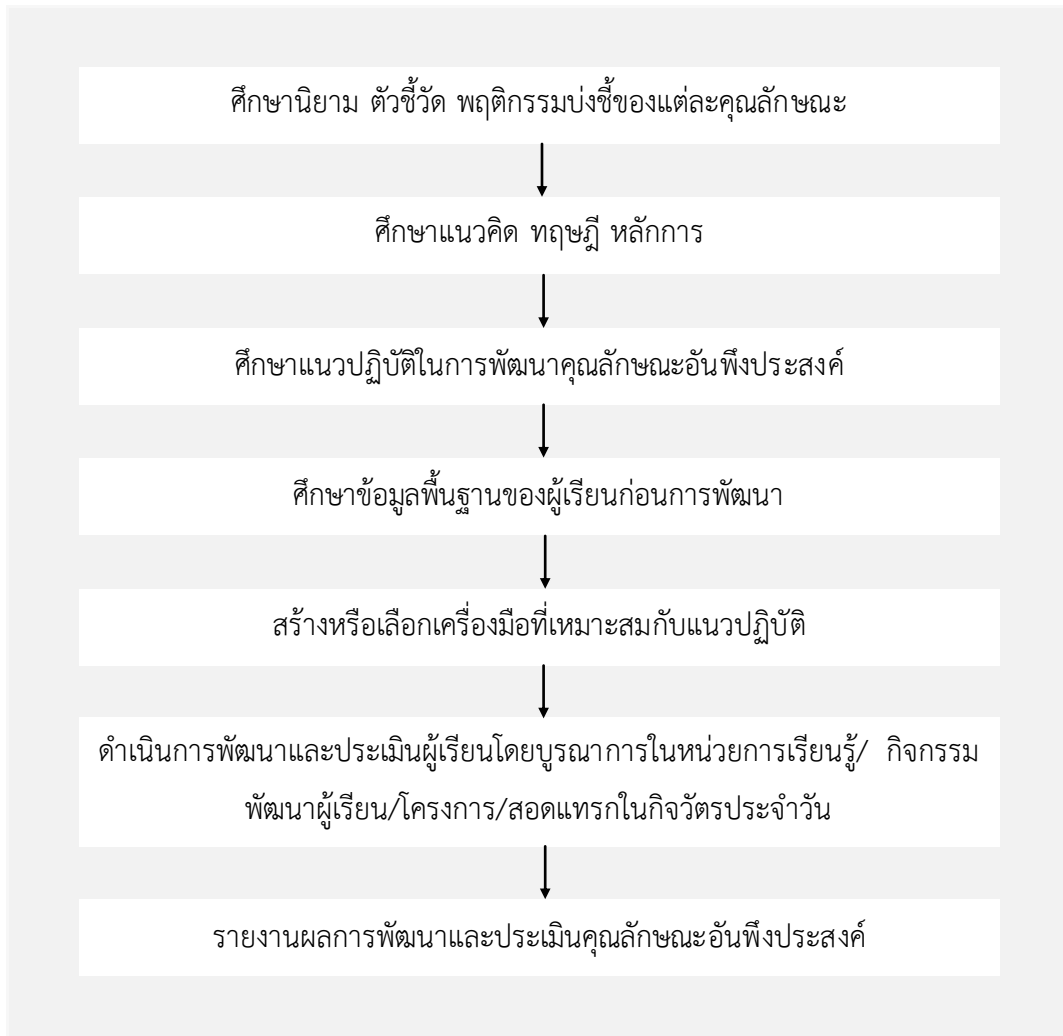 ศึกษานิยาม ตัวชี้วัด พฤติกรรมบ่งชี้ของแต่ละคุณลักษณะ
ศึกษาแนวคิด ทฤษฎี หลักการ
ศึกษาแนวปฏิบัติในการพัฒนาคุณลักษณะอันพึงประสงค์
ศึกษาข้อมูลพื้นฐานของผู้เรียนก่อนการพัฒนา
สร้างหรือเลือกเครื่องมือที่เหมาะสมกับแนวปฏิบัติ
ดำเนินการพัฒนาและประเมินผู้เรียนโดยบูรณาการในหน่วยการเรียนรู้/ กิจกรรม
พัฒนาผู้เรียน/โครงการ/สอดแทรกในกิจวัตรประจำวัน
รายงานผลการพัฒนาและประเมินคุณลักษณะอันพึงประสงค์